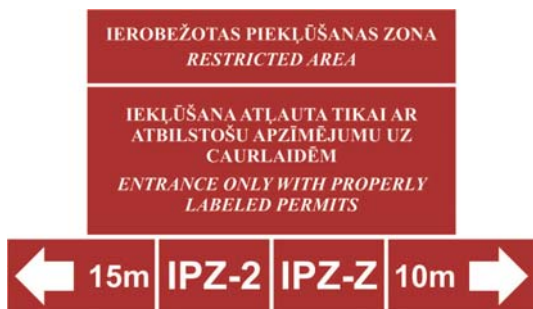 IEROBEŽOTAS PIEKĻŪŠANAS ZONA
RESTRICTED AREA
IEKĻŪŠANA ATĻAUTA TIKAI AR
ATBILSTOŠU APZĪMĒJUMU UZ
CAURLAIDĒM
ENTRANCE ONLY WITH PROPERLY
LABELED PERMITS
15m IPZ-2 IPZ-Z 10m